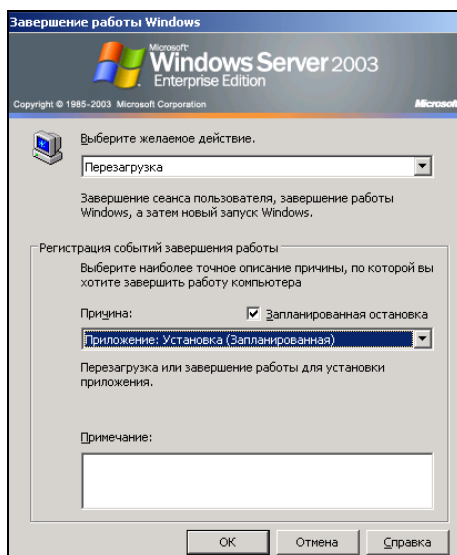 Завершение работы Windows
Microsoft
Windows Server 2003
Enterprise Edition
Copyright © 1985-2003 Microsoft Corporation
Microsoft
Выберите желаемое действие.
Перезагрузка
Завершение сеанса пользователя, завершение работы
Windows, а затем новый запуск Windows.
Регистрация событий завершения работы
Выберите наиболее точное описание причины, по которой вы
хотите завершить работу компьютера
Причина:
Запланированная остановка
Приложение: Установка (Запланированная)
Перезагрузка или завершение работы для установки
приложения.
Примечание:
ОК
Отмена
Справка